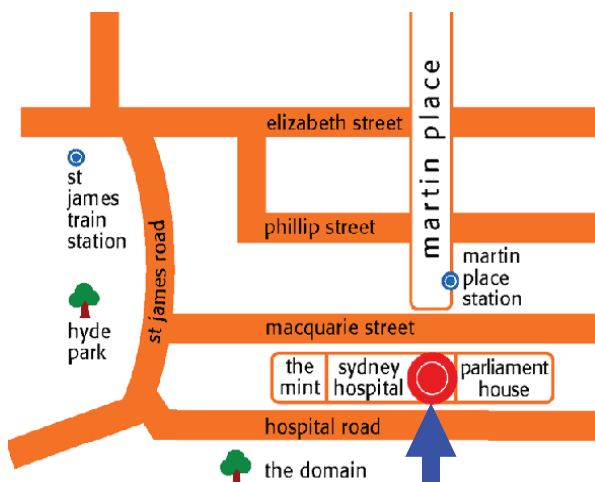 elizabeth street
martin place
st
james
train
station
phillip street
martin
place
station
st james road
hyde
park
macquarie street
the
mint
sydney
hospital
parliament
house
hospital road
the domain